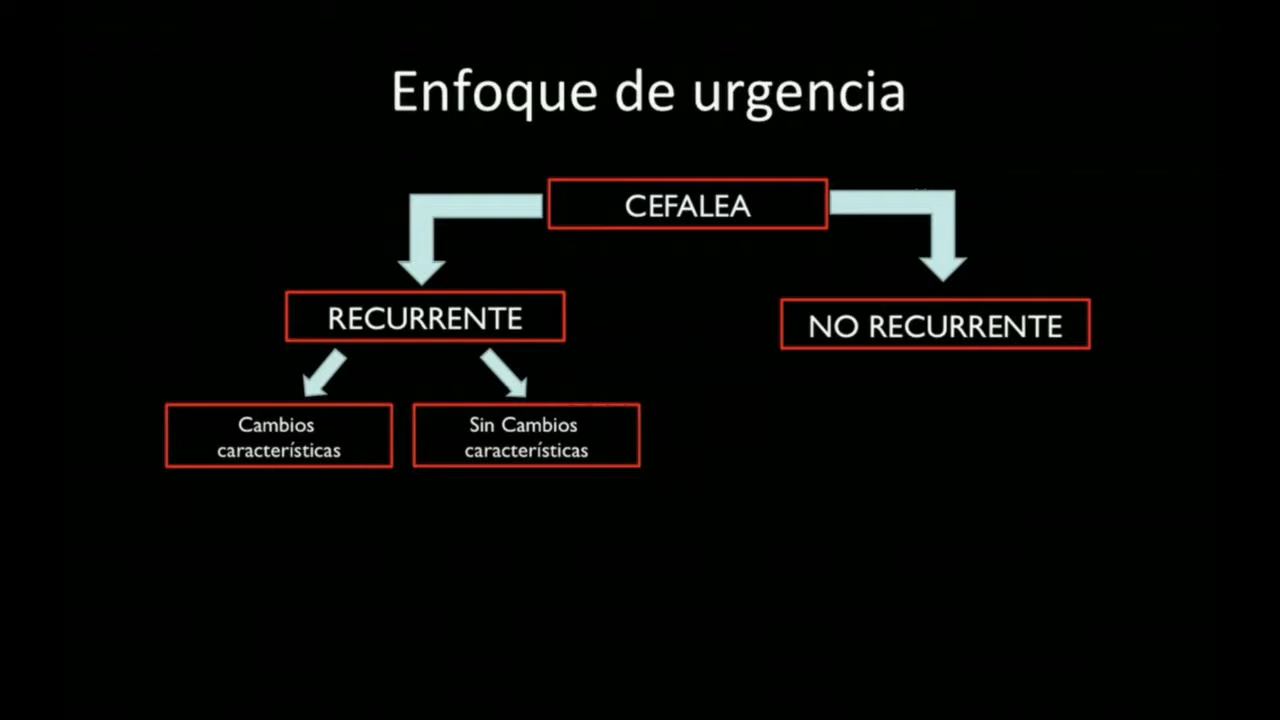 Enfoque de urgencia
CEFALEA
RECURRENTE
NO RECURRENTE
Cambios
características
Sin Cambios
características